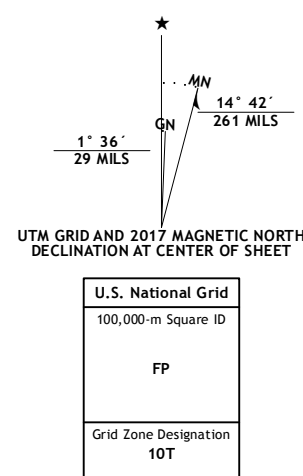 ★
MN
GN
14° 42´
261 MILS
1° 36´
29 MILS
UTM GRID AND 2017 MAGNETIC NORTH
DECLINATION AT CENTER OF SHEET
U.S. National Grid
100,000-m Square ID
FP
Grid Zone Designation
10T